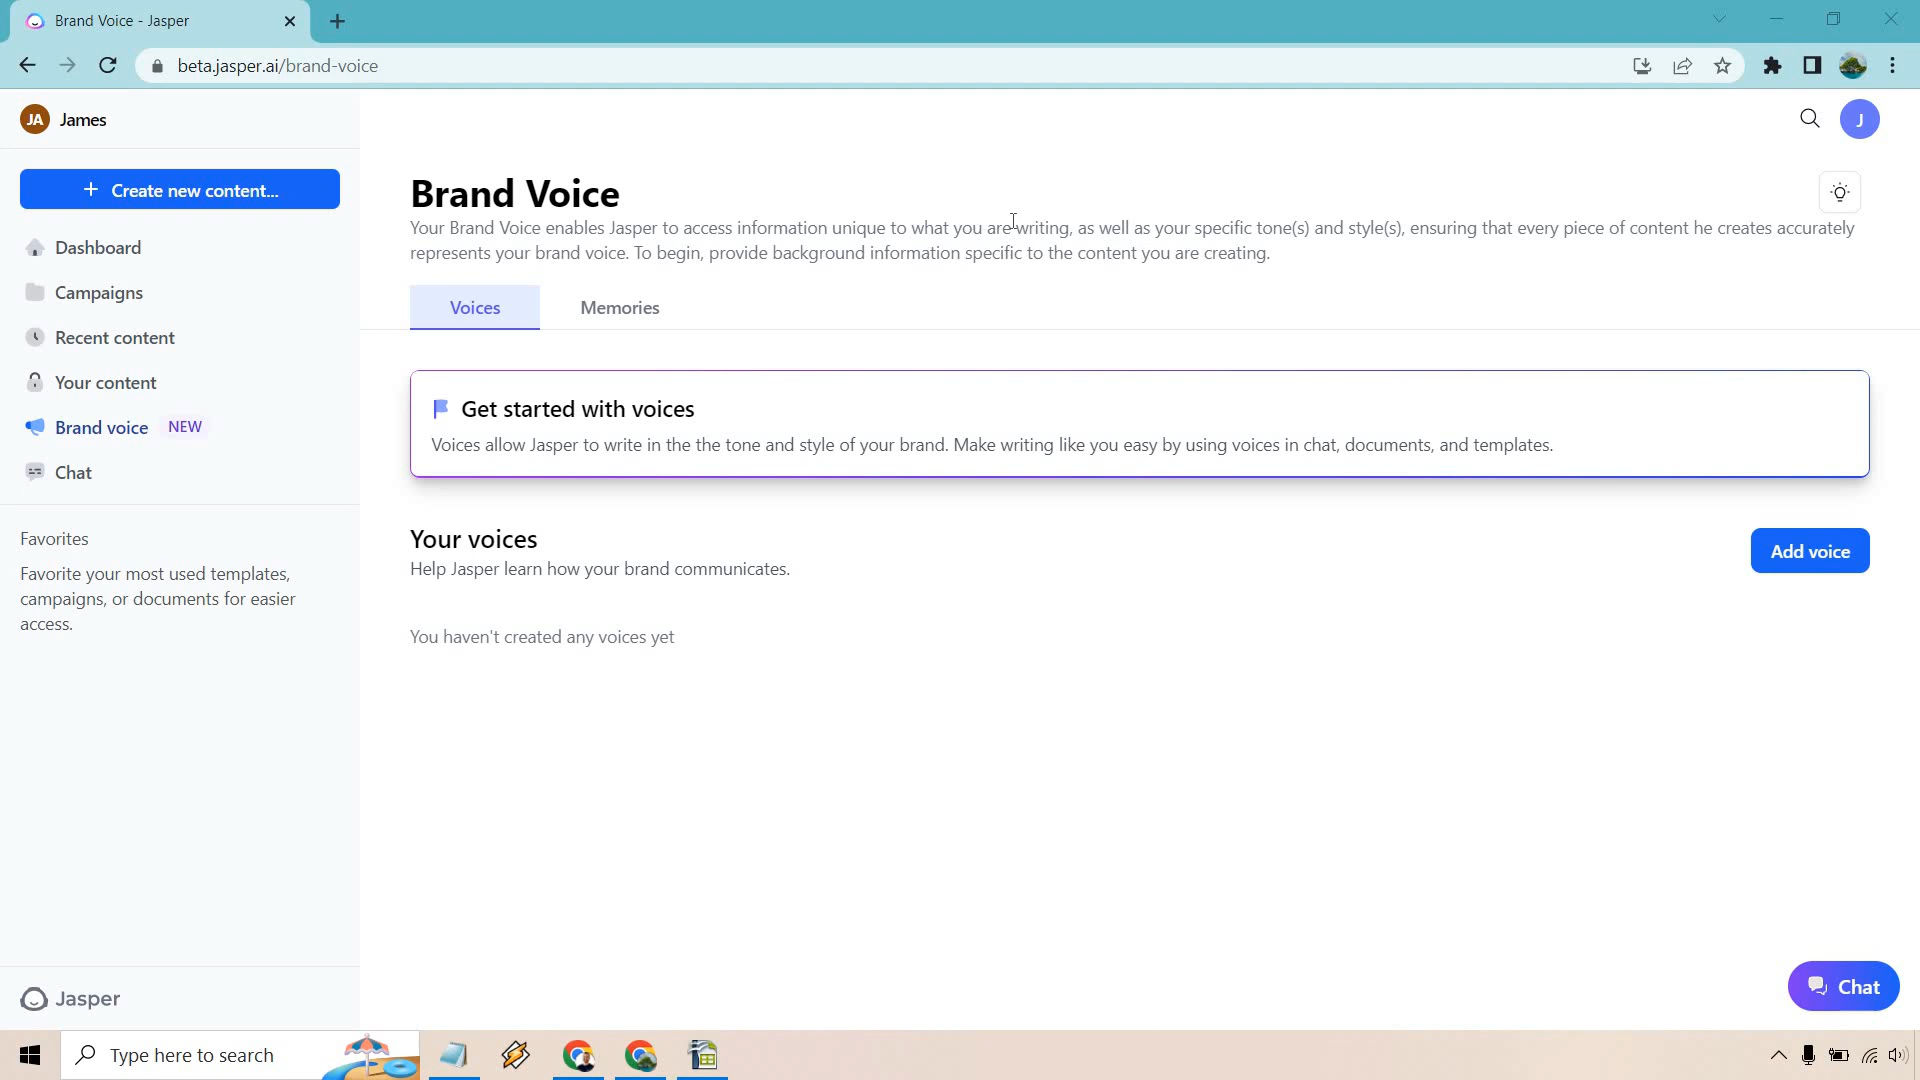 Brand Voice - Jasper
beta.jasper.ai/brand-voice
JA James
J
+ Create new content...
Dashboard
Campaigns
Recent content
Your content
Brand voice NEW
Chat
Favorites
Favorite your most used templates,
campaigns, or documents for easier
access.
Jasper
Brand Voice
Your Brand Voice enables Jasper to access information unique to what you are writing, as well as your specific tone(s) and style(s), ensuring that every piece of content he creates accurately
represents your brand voice. To begin, provide background information specific to the content you are creating.
Voices Memories
Get started with voices
Voices allow Jasper to write in the the tone and style of your brand. Make writing like you easy by using voices in chat, documents, and templates.
Your voices
Help Jasper learn how your brand communicates.
Add voice
You haven't created any voices yet
Chat
Type here to search